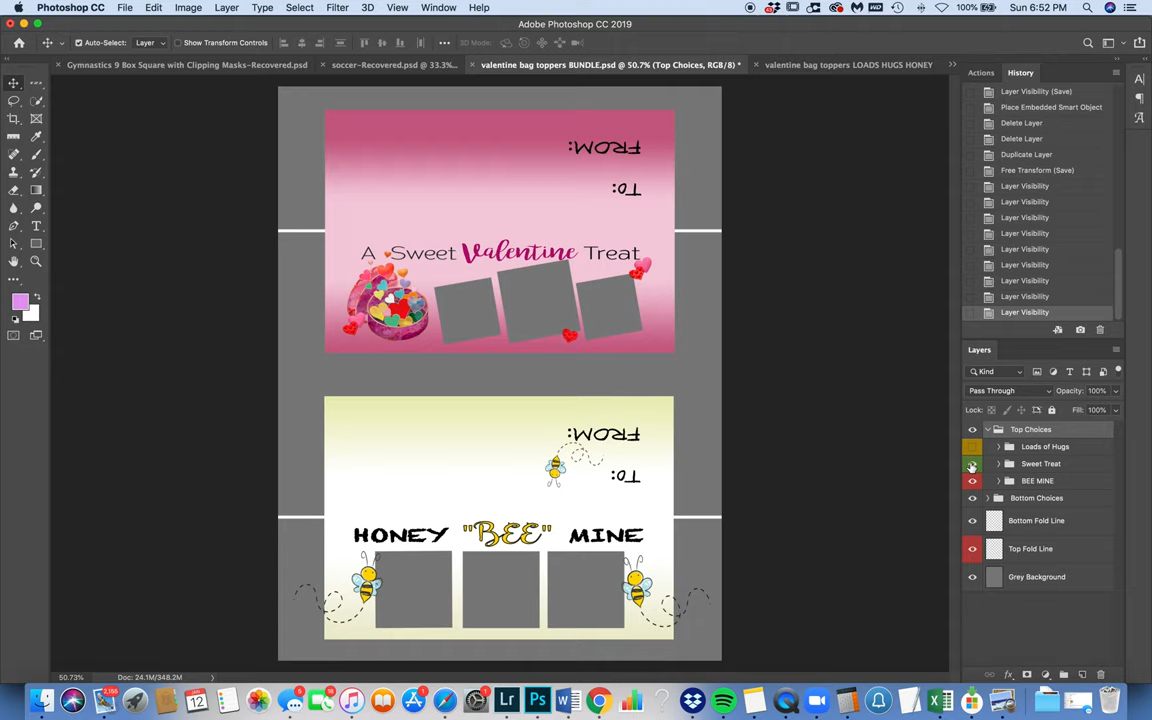 Photoshop CC File Edit Image Layer Type Select Filter 3D View Window Help 100% Sun 6:52 PM
Adobe Photoshop CC 2019
Auto-Select: Layer Show Transform Controls 3D Mode:
× Gymnastics 9 Box Square with Clipping Masks-Recovered.psd × soccer-Recovered.psd @ 33.3%... × valentine bag toppers BUNDLE.psd @ 50.7% (Top Choices, RGB/8) * × valentine bag toppers LOADS HUGS HONEY
Actions History
Layer Visibility (Save)
Place Embedded Smart Object
Delete Layer
Delete Layer
Duplicate Layer
Free Transform (Save)
Layer Visibility
Layer Visibility
Layer Visibility
Layer Visibility
Layer Visibility
Layer Visibility
Layer Visibility
Layer Visibility
Layer Visibility
FROM:
TO:
A Sweet Valentine Treat
FROM:
TO:
HONEY "BEE" MINE
Layers
Kind
Pass Through Opacity: 100%
Lock: Fill: 100%
Top Choices
Loads of Hugs
Sweet Treat
BEE MINE
Bottom Choices
Bottom Fold Line
Top Fold Line
Grey Background
50.73% Doc: 24.1M/348.2M
JAN
12
Lr Ps